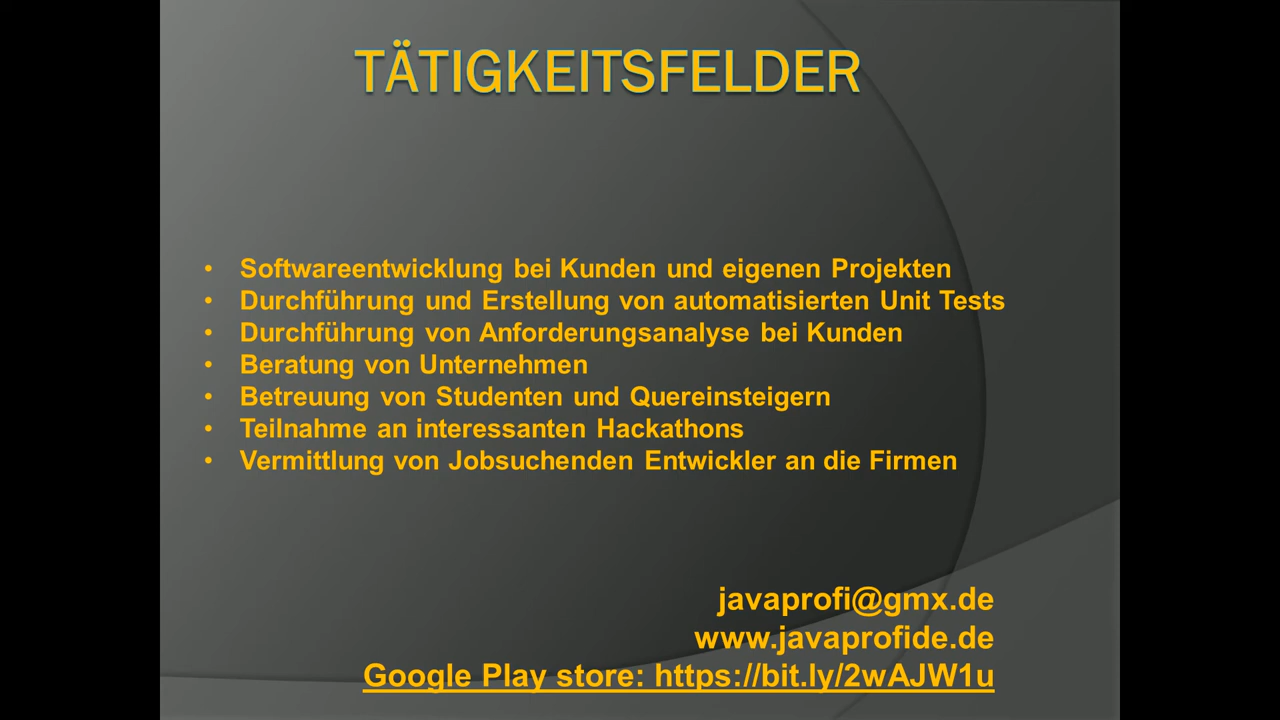 TÄTIGKEITSFELDER
• Softwareentwicklung bei Kunden und eigenen Projekten
• Durchführung und Erstellung von automatisierten Unit Tests
• Durchführung von Anforderungsanalyse bei Kunden
• Beratung von Unternehmen
• Betreuung von Studenten und Quereinsteigern
• Teilnahme an interessanten Hackathons
• Vermittlung von Jobsuchenden Entwickler an die Firmen
javaprofi@gmx.de
www.javaprofide.de
Google Play store: https://bit.ly/2wAJW1u